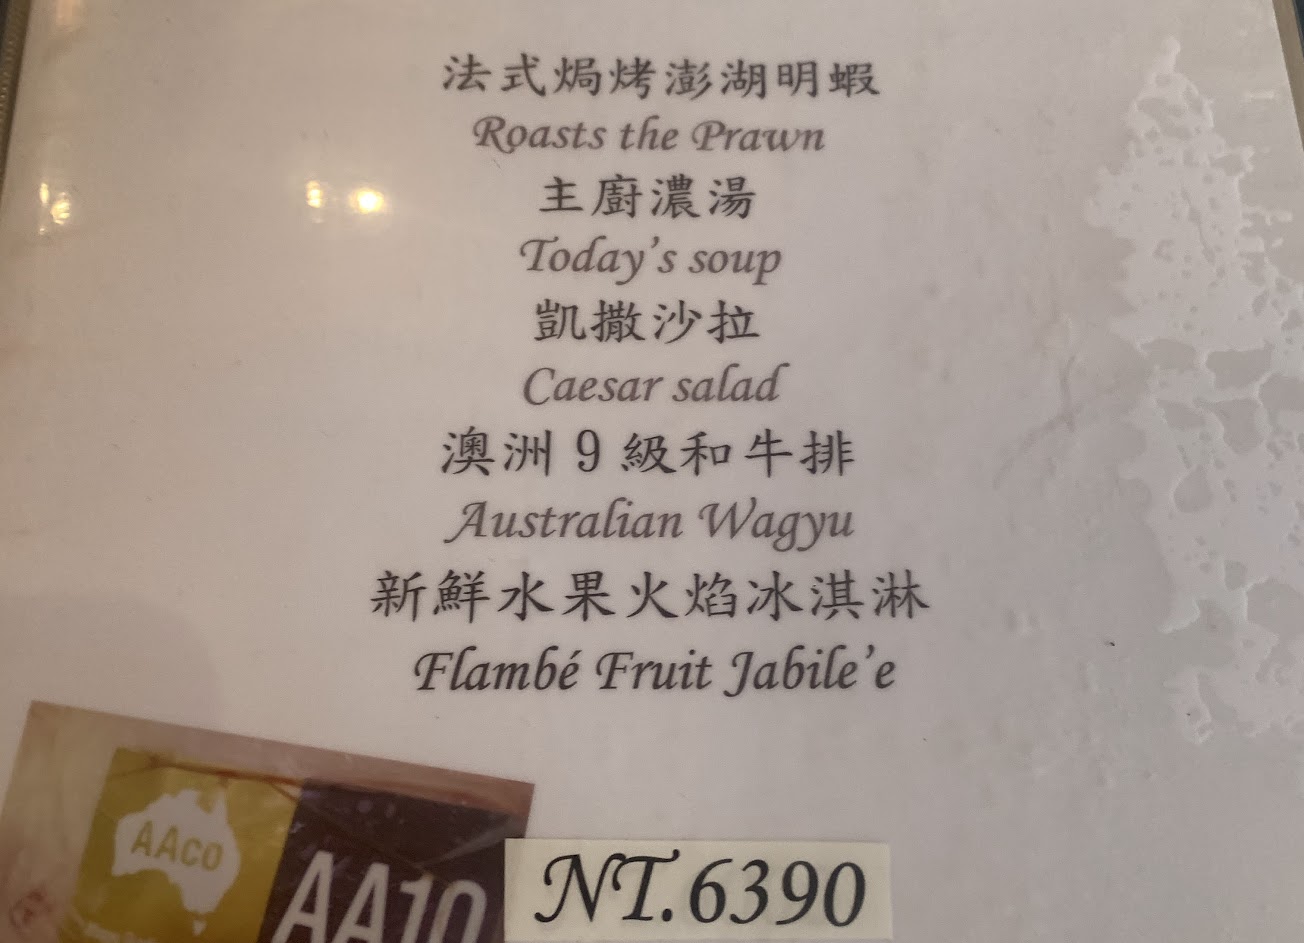 法式焗烤澎湖明蝦
Roasts the Prawn
主廚濃湯
Today's soup
凱撒沙拉
Caesar salad
澳洲 9 級和牛排
Australian Wagyu
新鮮水果火焰冰淇淋
Flambé Fruit Jabile'e
AAco
AA10
NT.6390